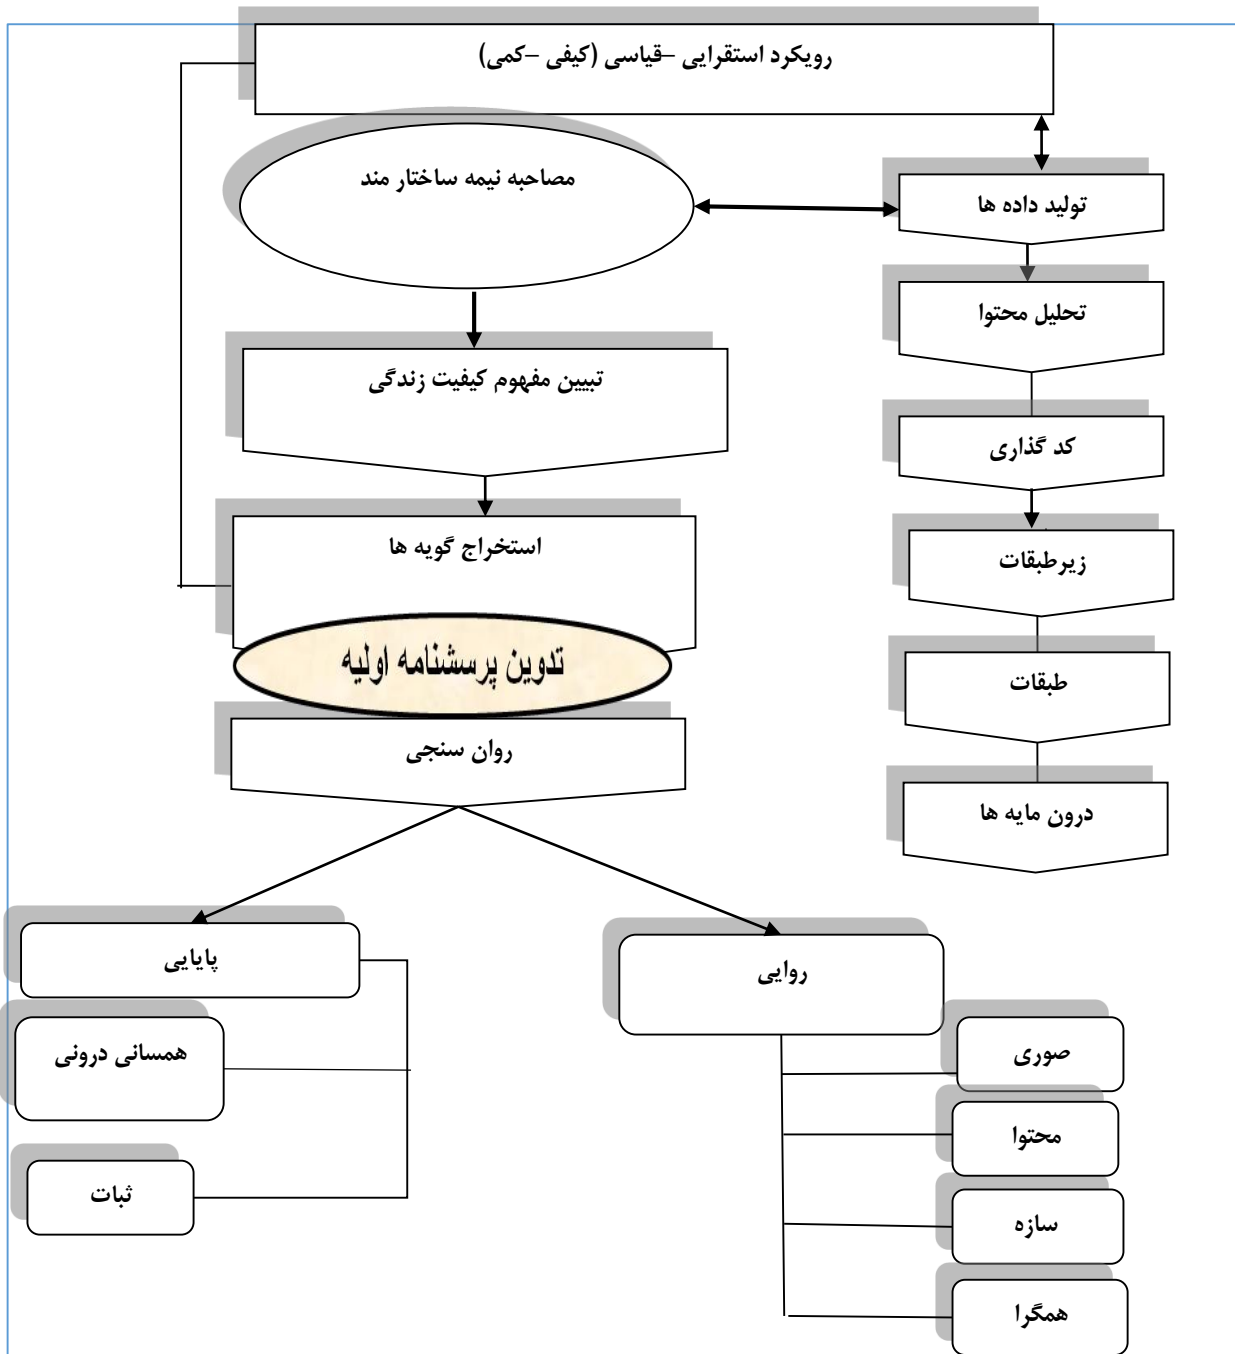 رویکرد استقرایی –قیاسی (کیفی –کمی)
مصاحبه نیمه ساختار مند
تولید داده ها
تحلیل محتوا
تبیین مفهوم کیفیت زندگی
کد گذاری
استخراج گویه ها
زیرطبقات
تدوین پرسشنامه اولیه
طبقات
روان سنجی
درون مایه ها
پایایی
روایی
همسانی درونی
صوری
محتوا
ثبات
سازه
همگرا